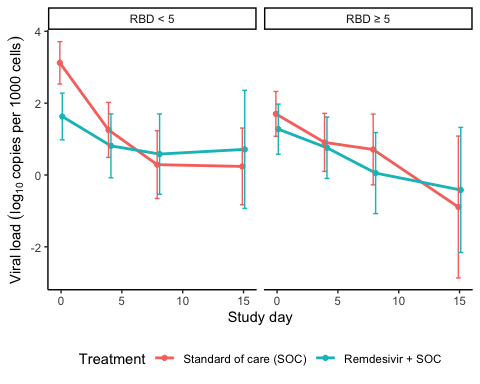 RBD < 5
RBD ≥ 5
4
2
0
-2
Viral load (log₁₀ copies per 1000 cells)
0 5 10 15
0 5 10 15
Study day
Treatment Standard of care (SOC) Remdesivir + SOC